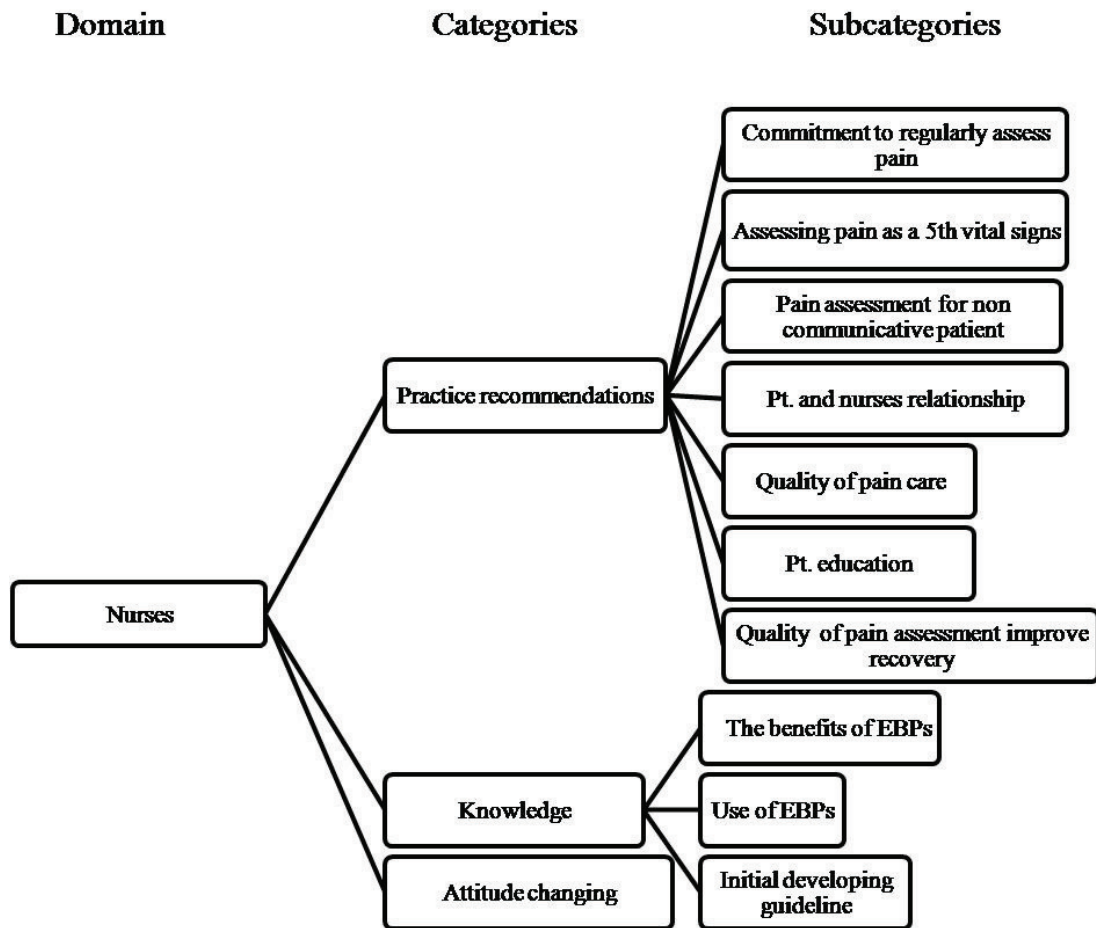 Domain
Categories
Subcategories
Commitment to regularly assess
pain
Assessing pain as a 5th vital signs
Pain assessment for non
communicative patient
Practice recommendations
Pt. and nurses relationship
Quality of pain care
Pt. education
Nurses
Quality of pain assessment improve
recovery
The benefits of EBPs
Knowledge
Use of EBPs
Attitude changing
Initial developing
guideline